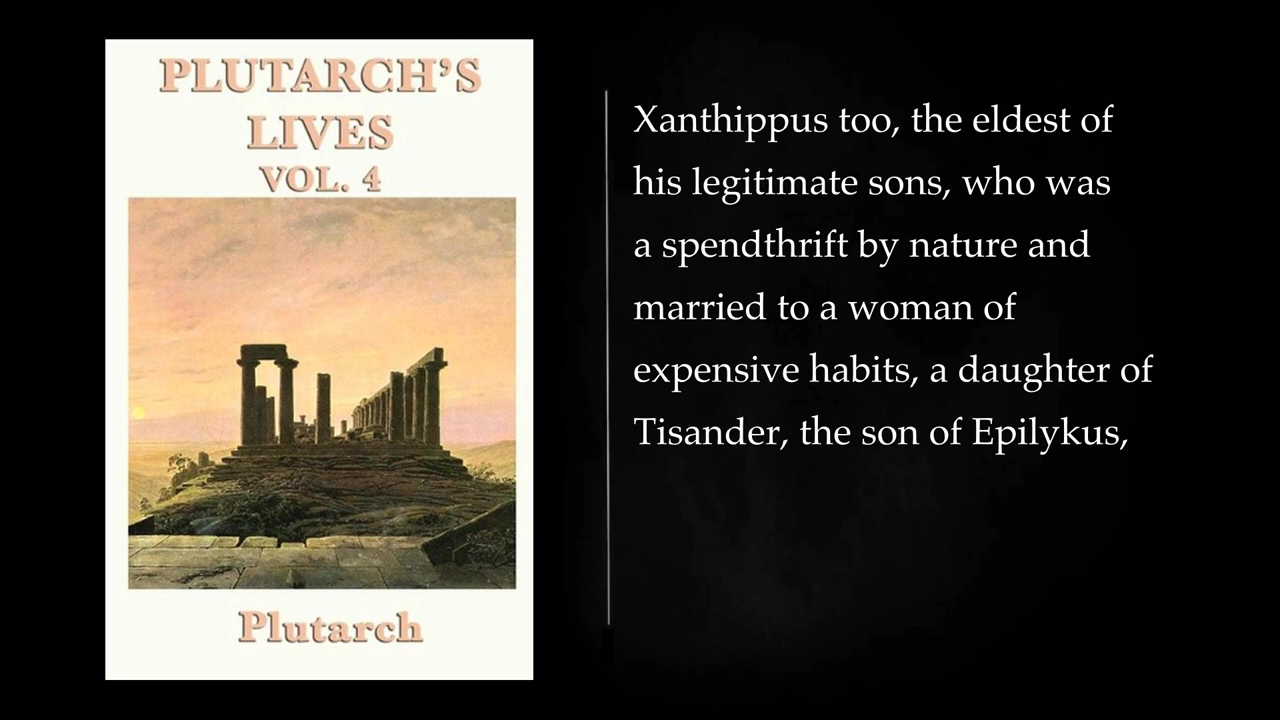 PLUTARCH'S
LIVES
VOL. 4
Plutarch
Xanthippus too, the eldest of
his legitimate sons, who was
a spendthrift by nature and
married to a woman of
expensive habits, a daughter of
Tisander, the son of Epilykus,